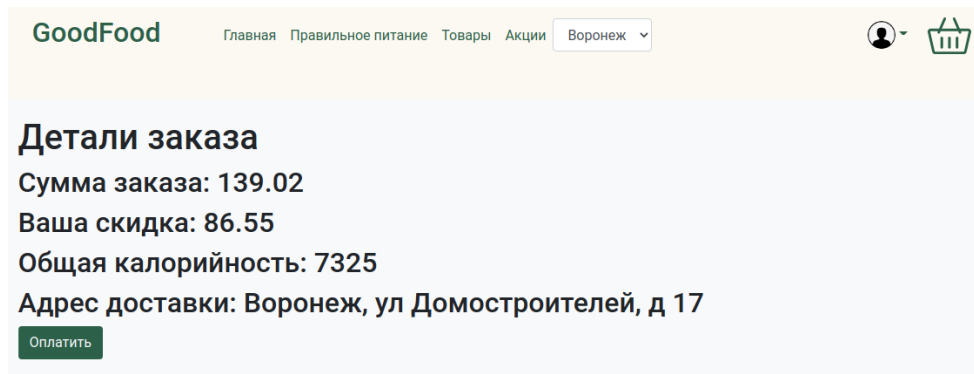 GoodFood Главная Правильное питание Товары Акции Воронеж
Детали заказа
Сумма заказа: 139.02
Ваша скидка: 86.55
Общая калорийность: 7325
Адрес доставки: Воронеж, ул Домостроителей, д 17
Оплатить